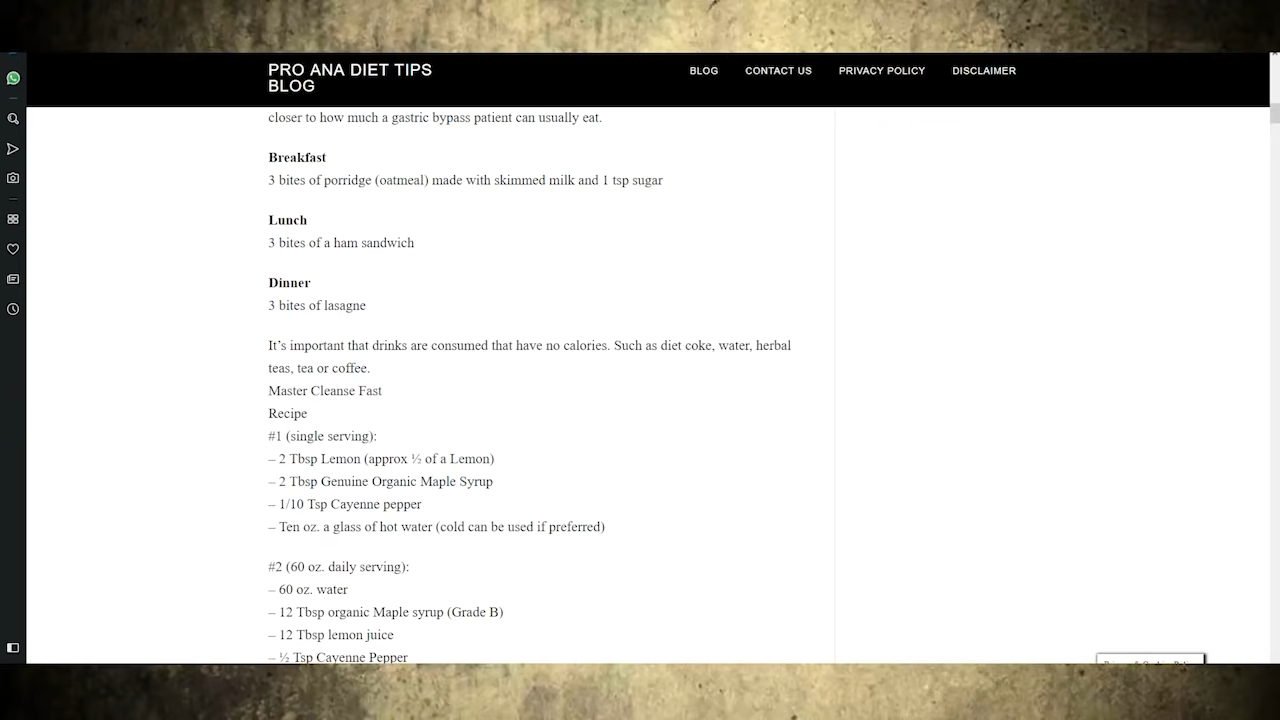 PRO ANA DIET TIPS
BLOG
BLOG CONTACT US PRIVACY POLICY DISCLAIMER
closer to how much a gastric bypass patient can usually eat.
Breakfast
3 bites of porridge (oatmeal) made with skimmed milk and 1 tsp sugar
Lunch
3 bites of a ham sandwich
Dinner
3 bites of lasagne
It’s important that drinks are consumed that have no calories. Such as diet coke, water, herbal
teas, tea or coffee.
Master Cleanse Fast
Recipe
#1 (single serving):
– 2 Tbsp Lemon (approx ½ of a Lemon)
– 2 Tbsp Genuine Organic Maple Syrup
– 1/10 Tsp Cayenne pepper
– Ten oz. a glass of hot water (cold can be used if preferred)
#2 (60 oz. daily serving):
– 60 oz. water
– 12 Tbsp organic Maple syrup (Grade B)
– 12 Tbsp lemon juice
– ½ Tsp Cayenne Pepper